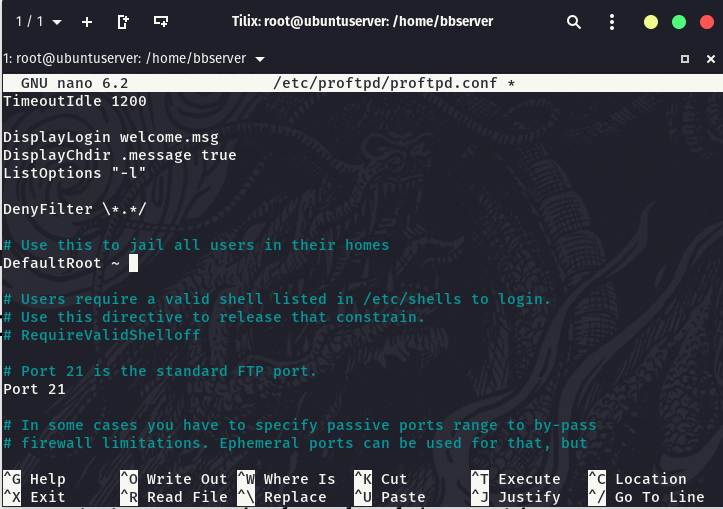 1 / 1
Tilix: root@ubuntuserver: /home/bbserver
1: root@ubuntuserver: /home/bbserver
GNU nano 6.2 /etc/proftpd/proftpd.conf *
TimeoutIdle 1200
DisplayLogin welcome.msg
DisplayChdir .message true
ListOptions "-l"
DenyFilter \*.*/
# Use this to jail all users in their homes
DefaultRoot ~
# Users require a valid shell listed in /etc/shells to login.
# Use this directive to release that constrain.
# RequireValidShelloff
# Port 21 is the standard FTP port.
Port 21
# In some cases you have to specify passive ports range to by-pass
# firewall limitations. Ephemeral ports can be used for that, but
^G Help ^O Write Out ^W Where Is ^K Cut ^T Execute ^C Location
^X Exit ^R Read File ^\ Replace ^U Paste ^J Justify ^/ Go To Line